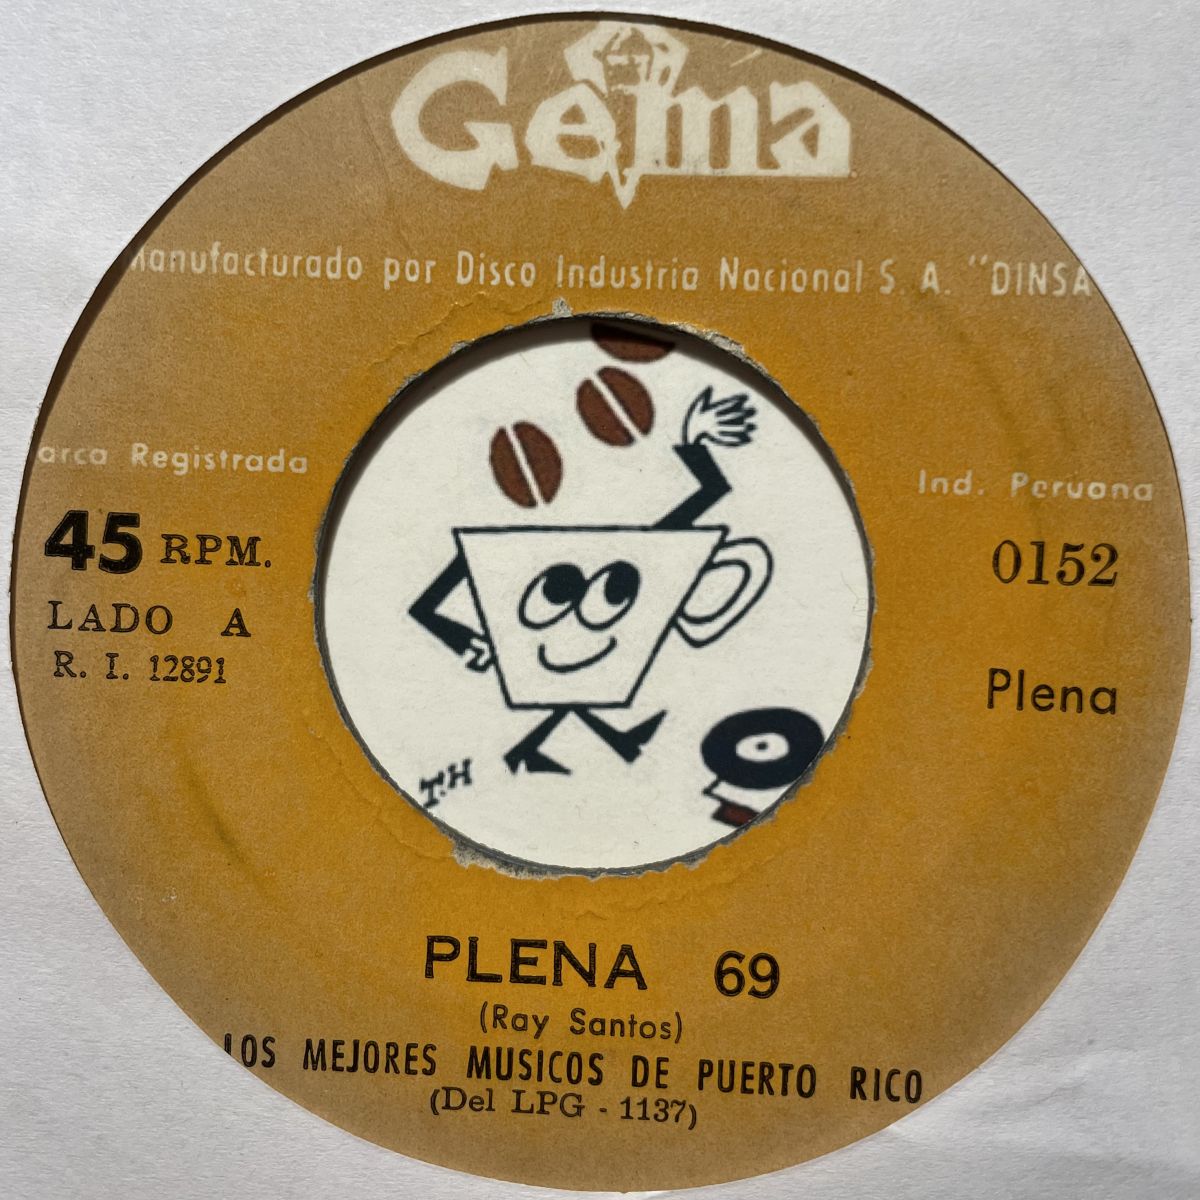 Gema
Manufacturado por Disco Industria Nacional S. A. "DINSA
arca Registrada
Ind. Peruana
45 RPM.
0152
LADO A
R. I. 12891
Plena
T.H
PLENA 69
(Ray Santos)
LOS MEJORES MUSICOS DE PUERTO RICO
(Del LPG - 1137)